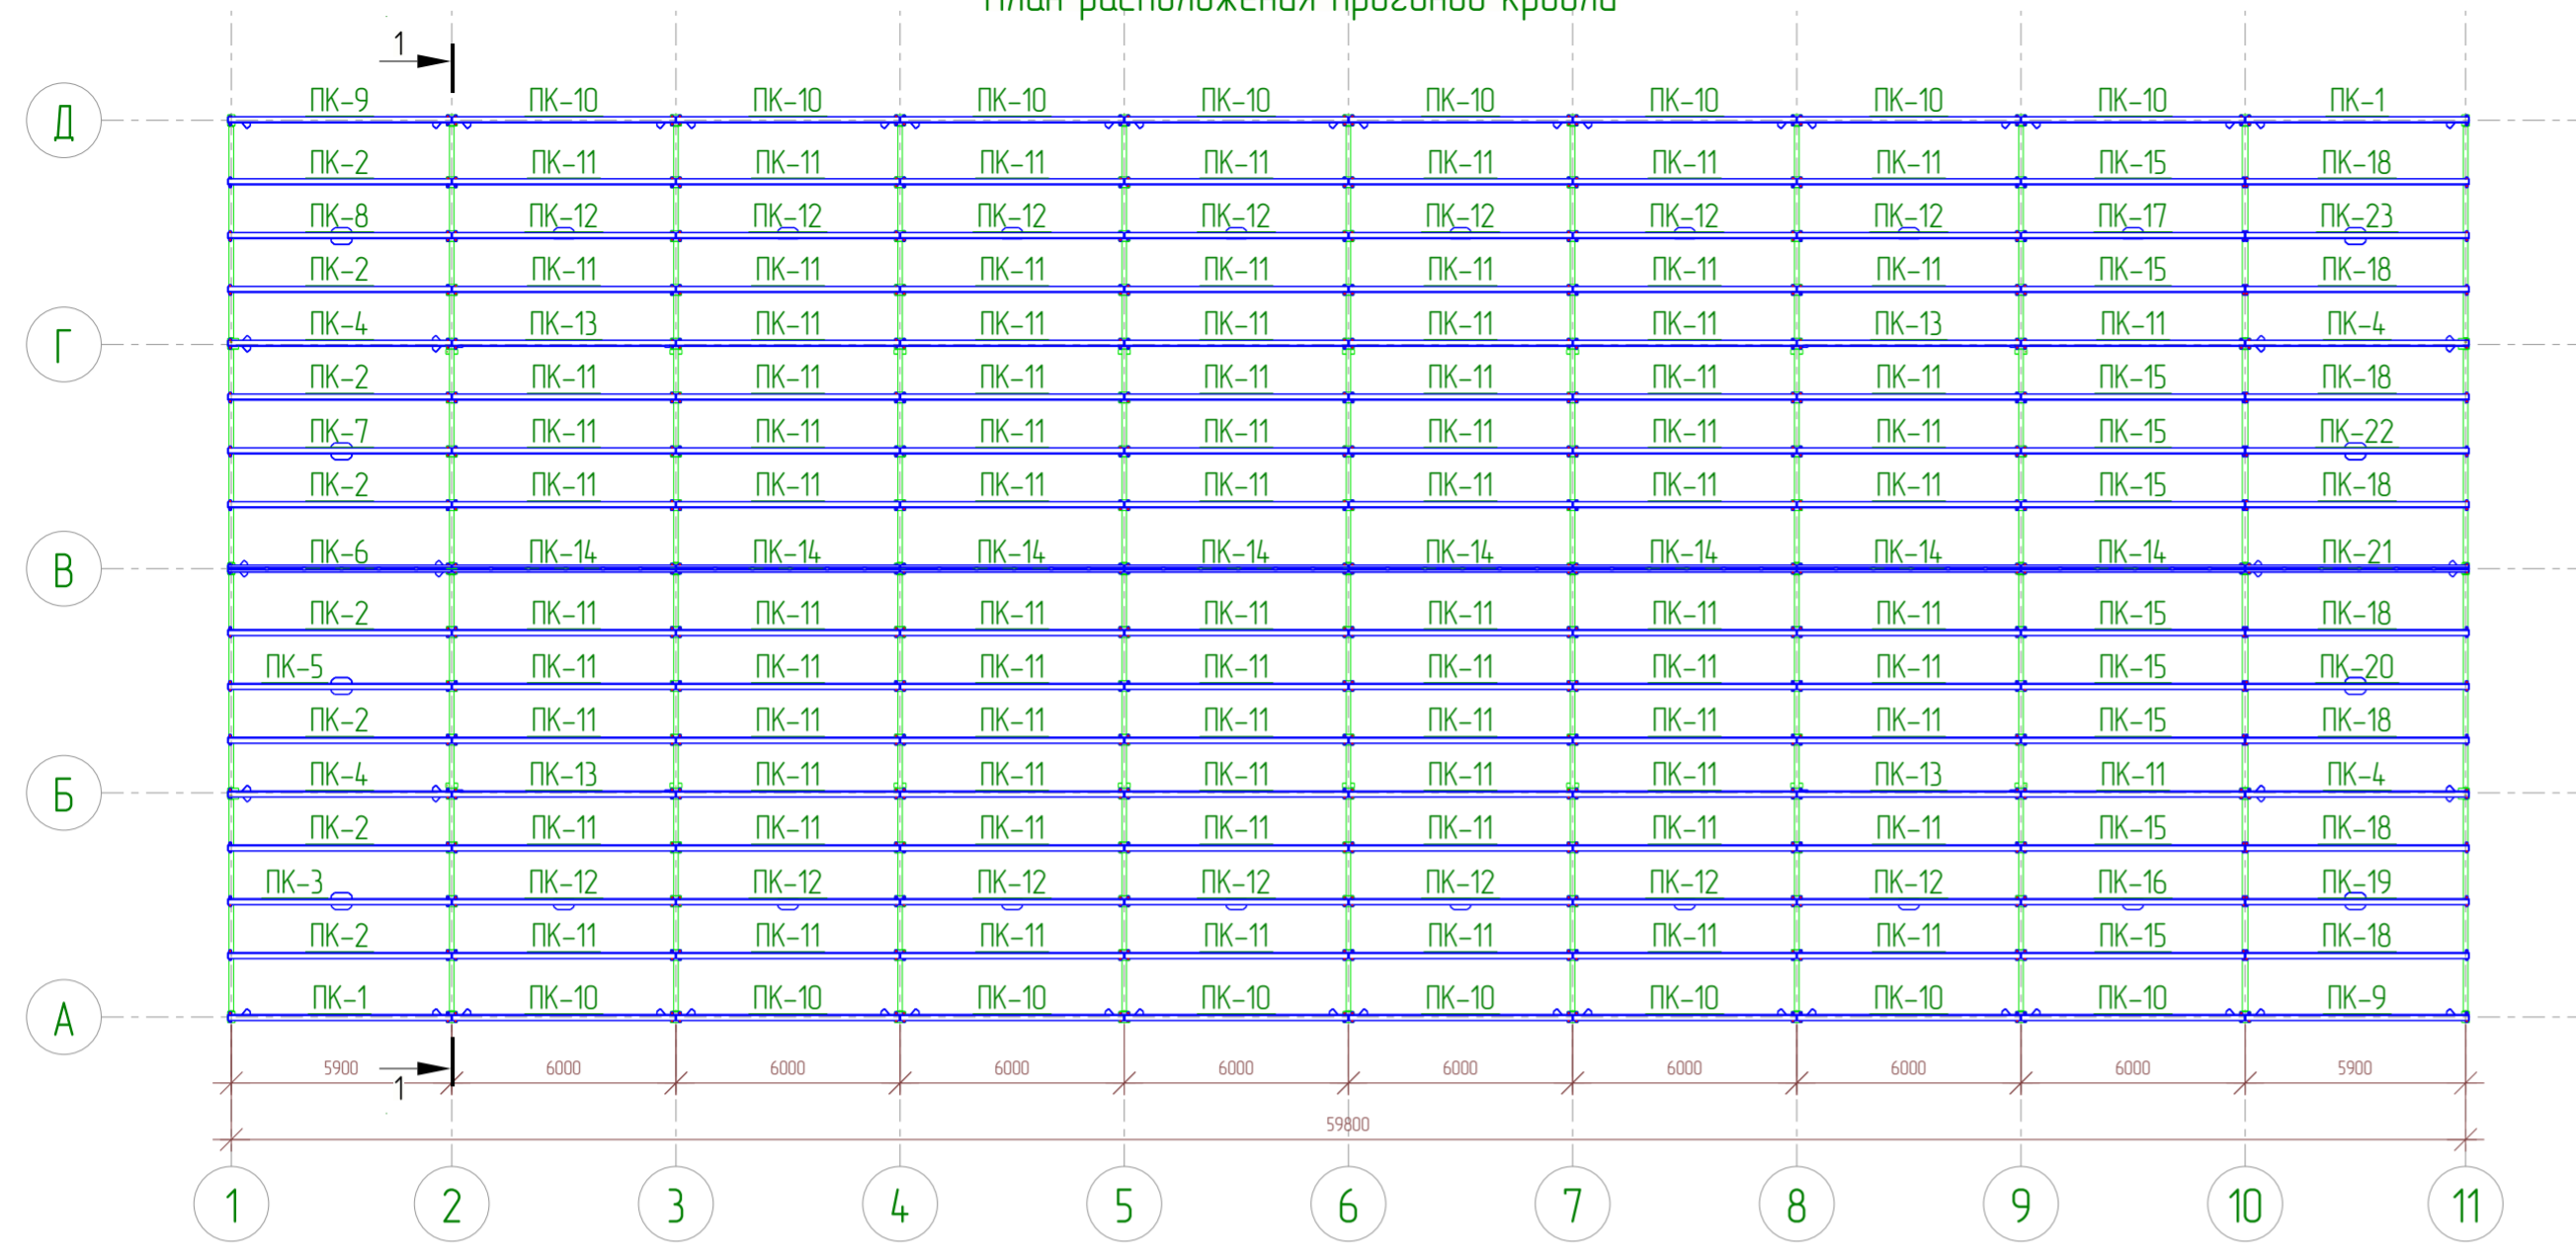 План расположения прогонов кровли
1
ПК-9 ПК-10 ПК-10 ПК-10 ПК-10 ПК-10 ПК-10 ПК-10 ПК-10 ПК-1
Д
ПК-2 ПК-11 ПК-11 ПК-11 ПК-11 ПК-11 ПК-11 ПК-11 ПК-15 ПК-18
ПК-8 ПК-12 ПК-12 ПК-12 ПК-12 ПК-12 ПК-12 ПК-12 ПК-17 ПК-23
ПК-2 ПК-11 ПК-11 ПК-11 ПК-11 ПК-11 ПК-11 ПК-11 ПК-15 ПК-18
ПК-4 ПК-13 ПК-11 ПК-11 ПК-11 ПК-11 ПК-11 ПК-13 ПК-11 ПК-4
Г
ПК-2 ПК-11 ПК-11 ПК-11 ПК-11 ПК-11 ПК-11 ПК-11 ПК-15 ПК-18
ПК-7 ПК-11 ПК-11 ПК-11 ПК-11 ПК-11 ПК-11 ПК-11 ПК-15 ПК-22
ПК-2 ПК-11 ПК-11 ПК-11 ПК-11 ПК-11 ПК-11 ПК-11 ПК-15 ПК-18
ПК-6 ПК-14 ПК-14 ПК-14 ПК-14 ПК-14 ПК-14 ПК-14 ПК-14 ПК-21
В
ПК-2 ПК-11 ПК-11 ПК-11 ПК-11 ПК-11 ПК-11 ПК-11 ПК-15 ПК-18
ПК-5 ПК-11 ПК-11 ПК-11 ПК-11 ПК-11 ПК-11 ПК-11 ПК-15 ПК-20
ПК-2 ПК-11 ПК-11 ПК-11 ПК-11 ПК-11 ПК-11 ПК-11 ПК-15 ПК-18
ПК-4 ПК-13 ПК-11 ПК-11 ПК-11 ПК-11 ПК-11 ПК-13 ПК-11 ПК-4
Б
ПК-2 ПК-11 ПК-11 ПК-11 ПК-11 ПК-11 ПК-11 ПК-11 ПК-15 ПК-18
ПК-3 ПК-12 ПК-12 ПК-12 ПК-12 ПК-12 ПК-12 ПК-12 ПК-16 ПК-19
ПК-2 ПК-11 ПК-11 ПК-11 ПК-11 ПК-11 ПК-11 ПК-11 ПК-15 ПК-18
ПК-1 ПК-10 ПК-10 ПК-10 ПК-10 ПК-10 ПК-10 ПК-10 ПК-10 ПК-9
А
5900 6000 6000 6000 6000 6000 6000 6000 6000 5900
1
59800
1 2 3 4 5 6 7 8 9 10 11